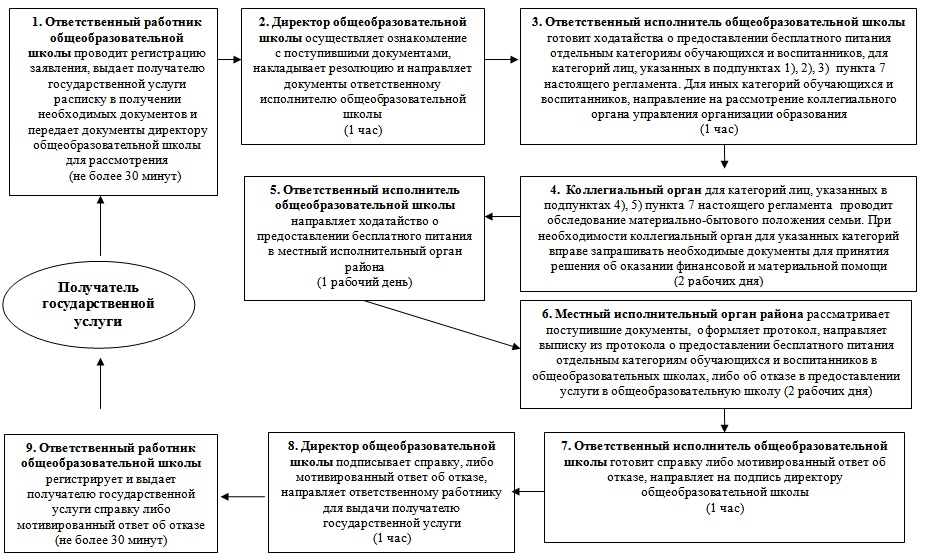 1. Ответственный работник
общеобразовательной
школы проводит регистрацию
заявления, выдает получателю
государственной услуги
расписку в получении
необходимых документов и
передает документы директору
общеобразовательной школы
для рассмотрения
(не более 30 минут)
2. Директор общеобразовательной
школы осуществляет ознакомление
с поступившими документами,
накладывает резолюцию и направляет
документы ответственному
исполнителю общеобразовательной
школы
(1 час)
3. Ответственный исполнитель общеобразовательной школы
готовит ходатайства о предоставлении бесплатного питания
отдельным категориям обучающихся и воспитанников, для
категорий лиц, указанных в подпунктах 1), 2), 3) пункта 7
настоящего регламента. Для иных категорий обучающихся и
воспитанников, направление на рассмотрение коллегиального
органа управления организации образования
(1 час)
4. Коллегиальный орган для категорий лиц, указанных в
подпунктах 4), 5) пункта 7 настоящего регламента проводит
обследование материально-бытового положения семьи. При
необходимости коллегиальный орган для указанных категорий
вправе запрашивать необходимые документы для принятия
решения об оказании финансовой и материальной помощи
(2 рабочих дня)
5. Ответственный исполнитель
общеобразовательной школы
направляет ходатайство о
предоставлении бесплатного питания
в местный исполнительный орган
района
(1 рабочий день)
Получатель
государственной
услуги
6. Местный исполнительный орган района рассматривает
поступившие документы, оформляет протокол, направляет
выписку из протокола о предоставлении бесплатного питания
отдельным категориям обучающихся и воспитанников в
общеобразовательных школах, либо об отказе в предоставлении
услуги в общеобразовательную школу (2 рабочих дня)
7. Ответственный исполнитель общеобразовательной
школы готовит справку либо мотивированный ответ об
отказе, направляет на подпись директору
общеобразовательной школы
(1 час)
8. Директор общеобразовательной
школы подписывает справку, либо
мотивированный ответ об отказе,
направляет ответственному работнику
для выдачи получателю
государственной услуги
(1 час)
9. Ответственный работник
общеобразовательной школы
регистрирует и выдает
получателю государственной
услуги справку либо
мотивированный ответ об отказе
(не более 30 минут)